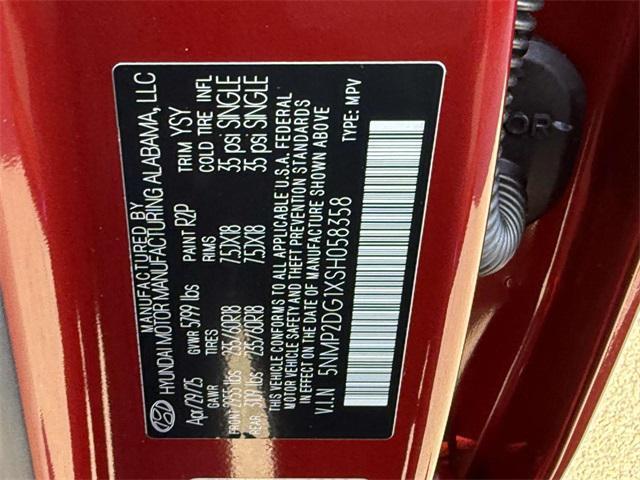 MANUFACTURED BY
HYUNDAI MOTOR MANUFACTURING ALABAMA, LLC
Apr/29/25 GVWR 5799 lbs PAINT R2P TRIM YSY
GAWR TIRES RIMS COLD TIRE INFL
FRONT 2755 lbs 235/60R18 7.5JX18 35 psi SINGLE
REAR 3119 lbs 235/60R18 7.5JX18 35 psi SINGLE
THIS VEHICLE CONFORMS TO ALL APPLICABLE U.S.A. FEDERAL
MOTOR VEHICLE SAFETY AND THEFT PREVENTION STANDARDS
IN EFFECT ON THE DATE OF MANUFACTURE SHOWN ABOVE
V.I.N 5NMP2DG1XSH058358 TYPE: MPV